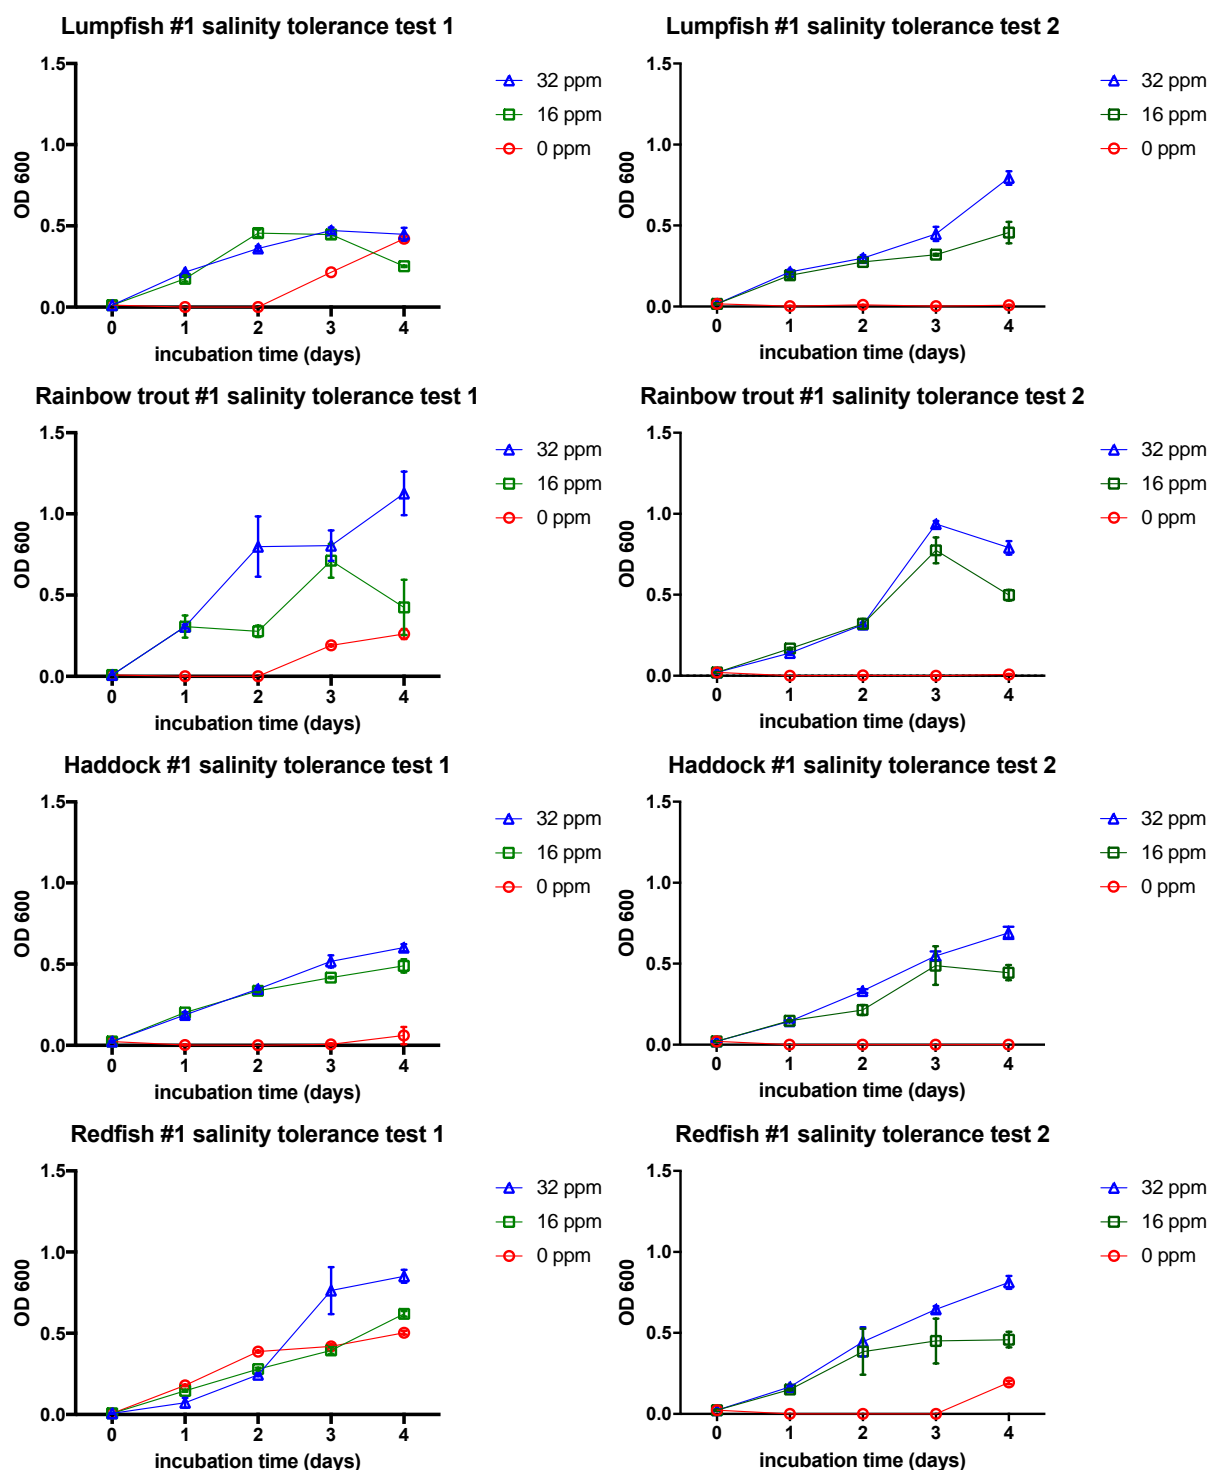 Lumpfish #1 salinity tolerance test 1
1.5
1.0
0.5
0.0
OD 600
0 1 2 3 4
incubation time (days)
32 ppm
16 ppm
0 ppm
Lumpfish #1 salinity tolerance test 2
1.5
1.0
0.5
0.0
OD 600
0 1 2 3 4
incubation time (days)
32 ppm
16 ppm
0 ppm
Rainbow trout #1 salinity tolerance test 1
1.5
1.0
0.5
0.0
OD 600
0 1 2 3 4
incubation time (days)
32 ppm
16 ppm
0 ppm
Rainbow trout #1 salinity tolerance test 2
1.5
1.0
0.5
0.0
OD 600
0 1 2 3 4
incubation time (days)
32 ppm
16 ppm
0 ppm
Haddock #1 salinity tolerance test 1
1.5
1.0
0.5
0.0
OD 600
0 1 2 3 4
incubation time (days)
32 ppm
16 ppm
0 ppm
Haddock #1 salinity tolerance test 2
1.5
1.0
0.5
0.0
OD 600
0 1 2 3 4
incubation time (days)
32 ppm
16 ppm
0 ppm
Redfish #1 salinity tolerance test 1
1.5
1.0
0.5
0.0
OD 600
0 1 2 3 4
incubation time (days)
32 ppm
16 ppm
0 ppm
Redfish #1 salinity tolerance test 2
1.5
1.0
0.5
0.0
OD 600
0 1 2 3 4
incubation time (days)
32 ppm
16 ppm
0 ppm